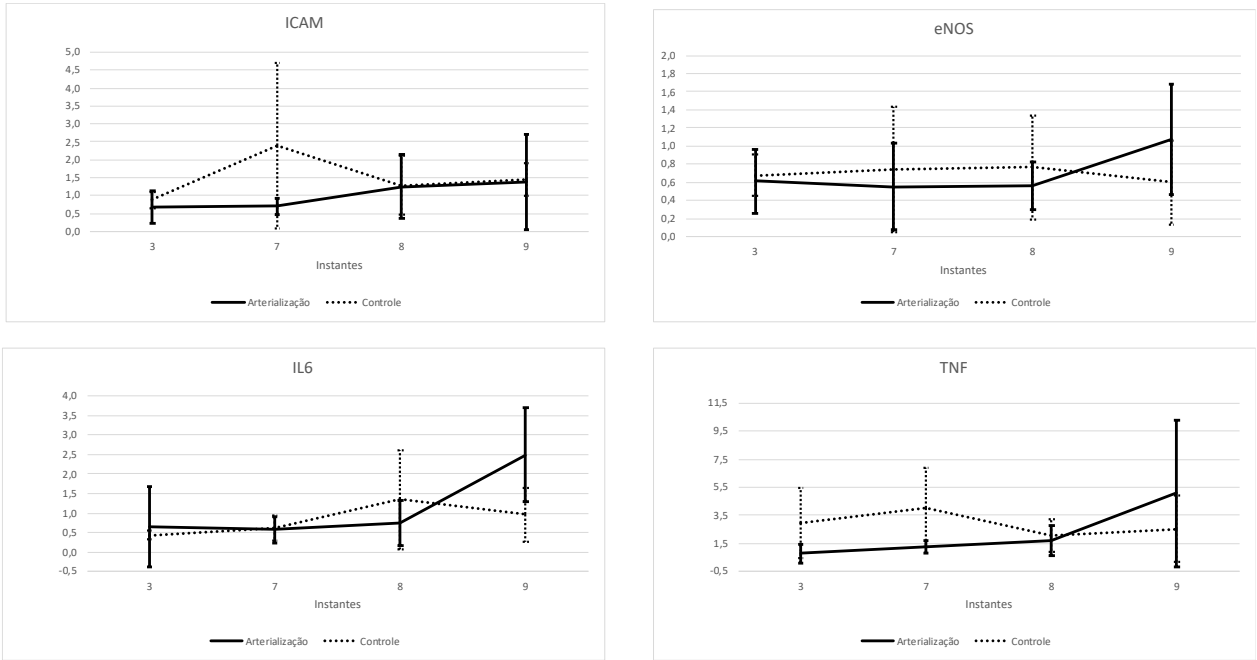 ICAM
5,0
4,5
4,0
3,5
3,0
2,5
2,0
1,5
1,0
0,5
0,0
3 7 8 9
Instantes
Arterialização Controle
eNOS
2,0
1,8
1,6
1,4
1,2
1,0
0,8
0,6
0,4
0,2
0,0
3 7 8 9
Instantes
Arterialização Controle
IL6
4,0
3,5
3,0
2,5
2,0
1,5
1,0
0,5
0,0
-0,5
3 7 8 9
Instantes
Arterialização Controle
TNF
11,5
9,5
7,5
5,5
3,5
1,5
-0,5
3 7 8 9
Instantes
Arterialização Controle